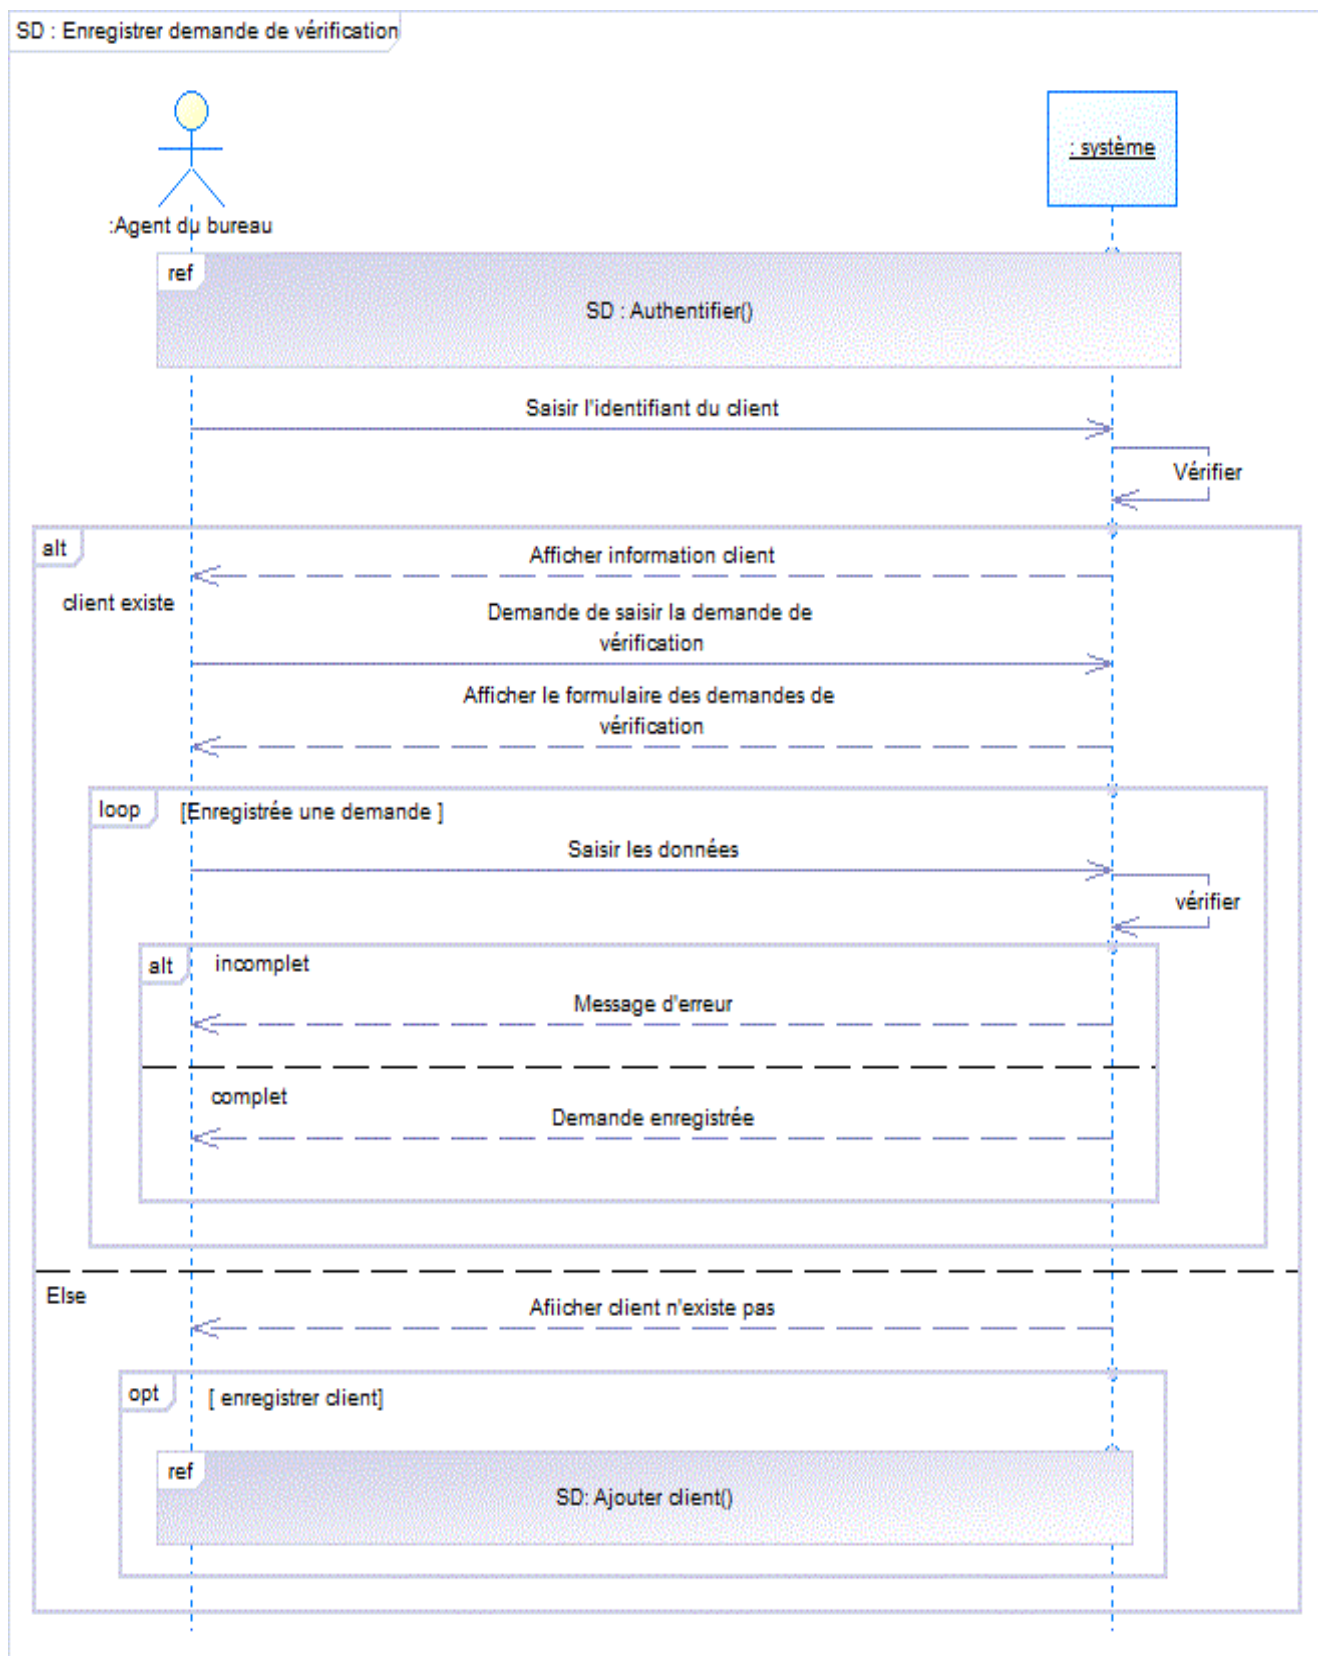 SD : Enregistrer demande de vérification
: système
:Agent du bureau
ref
SD : Authentifier()
Saisir l'identifiant du client
Vérifier
alt
Afficher information client
client existe
Demande de saisir la demande de
vérification
Afficher le formulaire des demandes de
vérification
loop
[Enregistrée une demande ]
Saisir les données
vérifier
alt
incomplet
Message d'erreur
complet
Demande enregistrée
Else
Afiicher client n'existe pas
opt
[ enregistrer client]
ref
SD: Ajouter client()